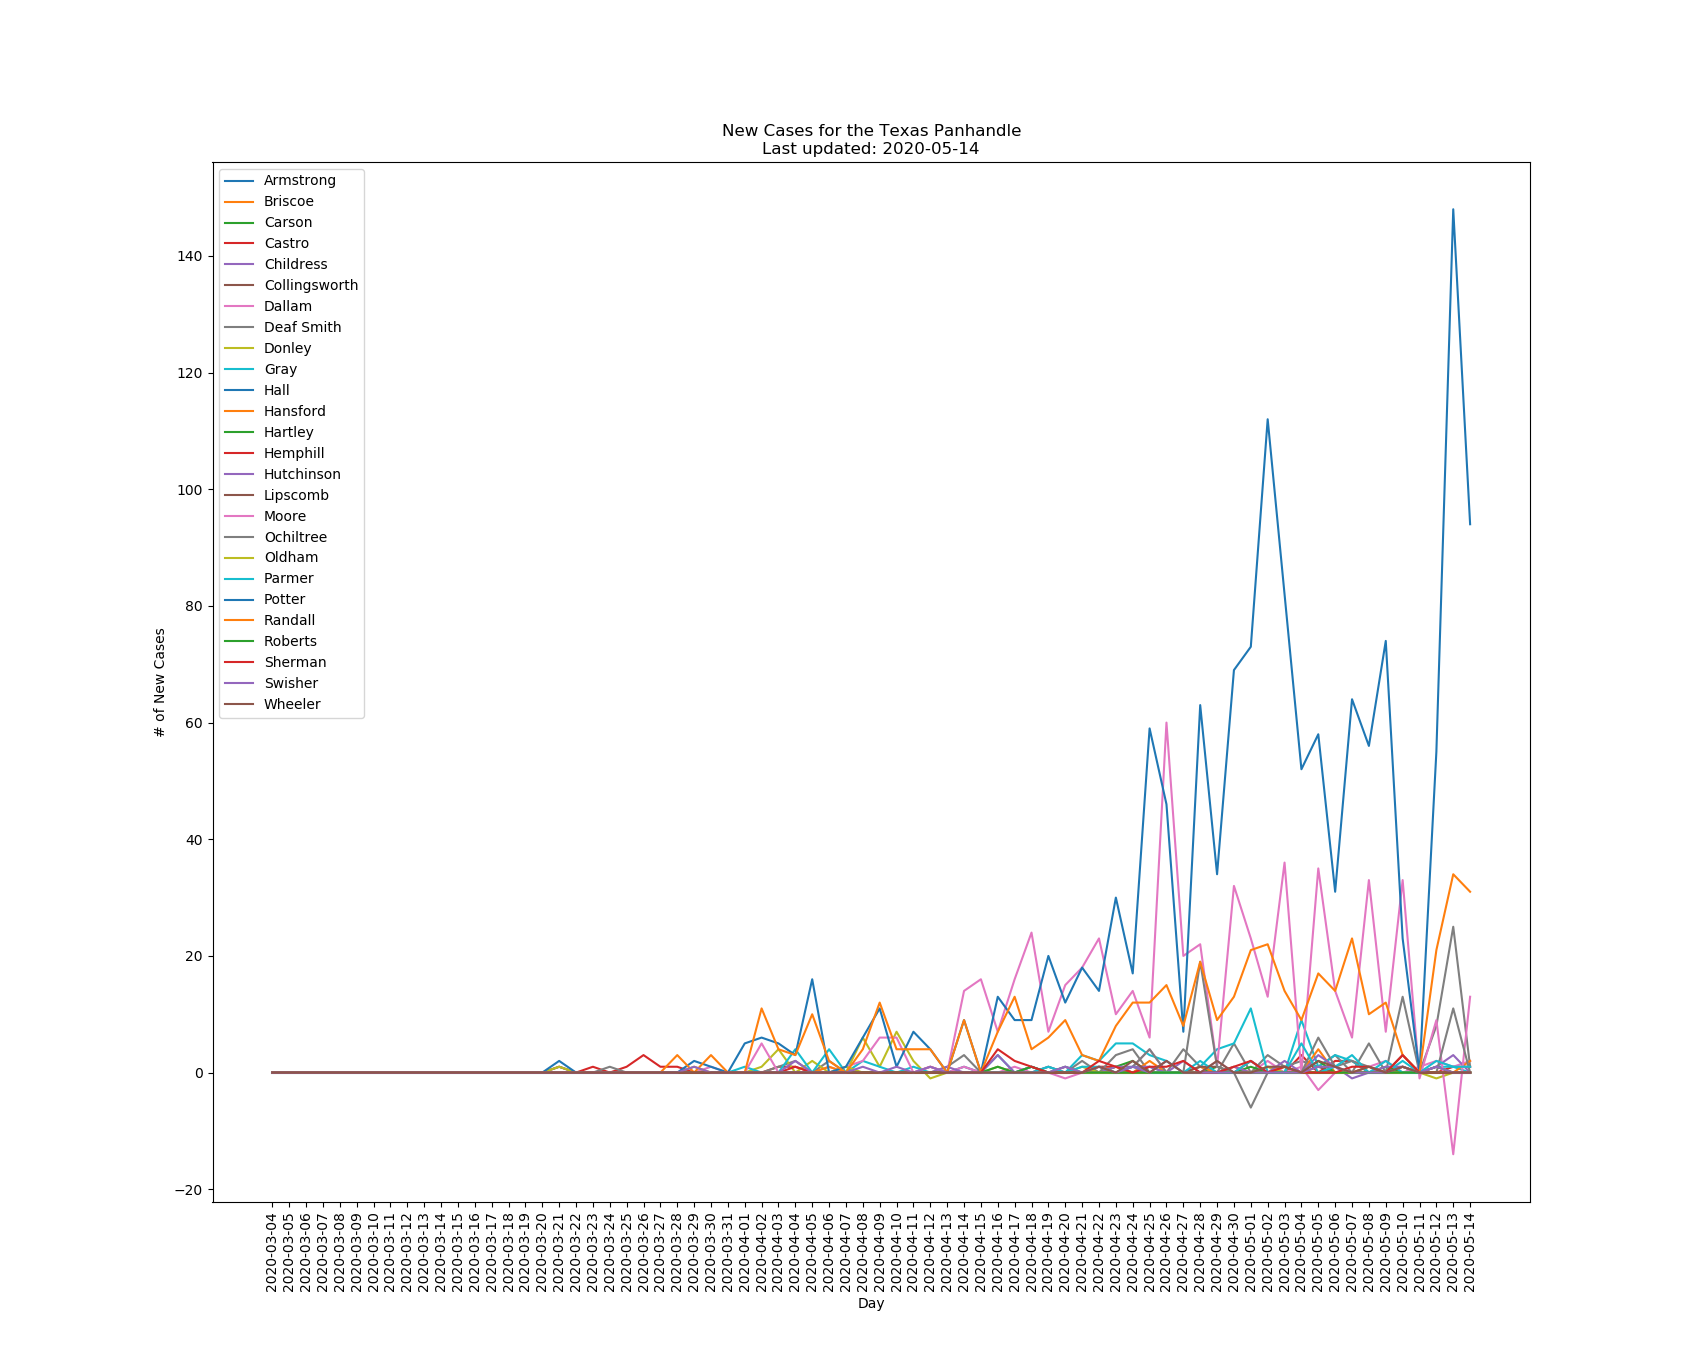 New Cases for the Texas Panhandle
Last updated: 2020-05-14
Armstrong
Briscoe
Carson
Castro
Childress
Collingsworth
Dallam
Deaf Smith
Donley
Gray
Hall
Hansford
Hartley
Hemphill
Hutchinson
Lipscomb
Moore
Ochiltree
Oldham
Parmer
Potter
Randall
Roberts
Sherman
Swisher
Wheeler
# of New Cases
140
120
100
80
60
40
20
0
−20
2020-03-04
2020-03-05
2020-03-06
2020-03-07
2020-03-08
2020-03-09
2020-03-10
2020-03-11
2020-03-12
2020-03-13
2020-03-14
2020-03-15
2020-03-16
2020-03-17
2020-03-18
2020-03-19
2020-03-20
2020-03-21
2020-03-22
2020-03-23
2020-03-24
2020-03-25
2020-03-26
2020-03-27
2020-03-28
2020-03-29
2020-03-30
2020-03-31
2020-04-01
2020-04-02
2020-04-03
2020-04-04
2020-04-05
2020-04-06
2020-04-07
2020-04-08
2020-04-09
2020-04-10
2020-04-11
2020-04-12
2020-04-13
2020-04-14
2020-04-15
2020-04-16
2020-04-17
2020-04-18
2020-04-19
2020-04-20
2020-04-21
2020-04-22
2020-04-23
2020-04-24
2020-04-25
2020-04-26
2020-04-27
2020-04-28
2020-04-29
2020-04-30
2020-05-01
2020-05-02
2020-05-03
2020-05-04
2020-05-05
2020-05-06
2020-05-07
2020-05-08
2020-05-09
2020-05-10
2020-05-11
2020-05-12
2020-05-13
2020-05-14
Day